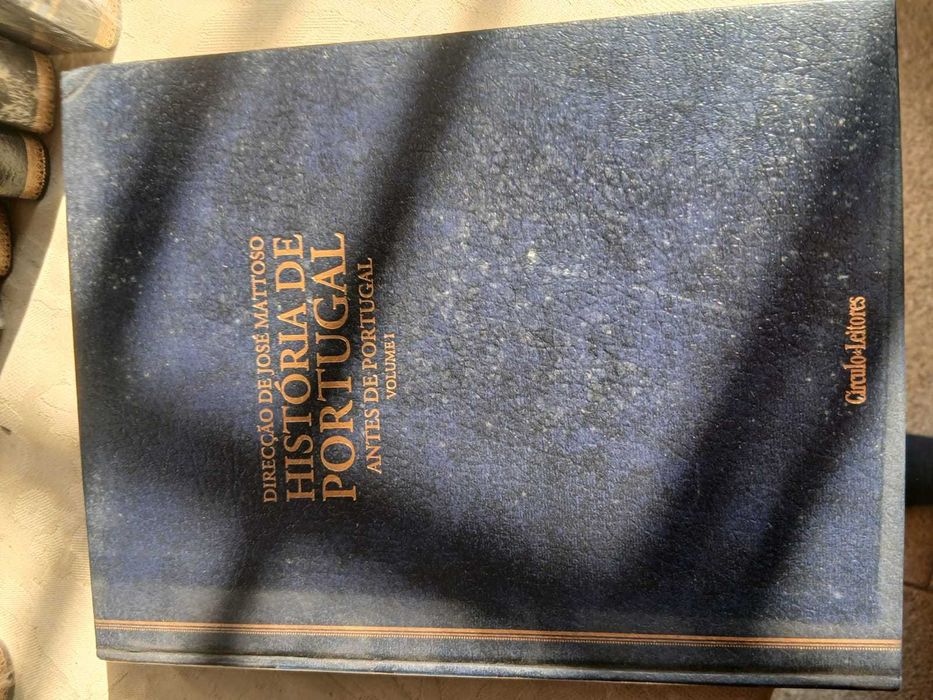 DIRECÇÃO DE JOSÉ MATTOSO
HISTÓRIA DE
PORTUGAL
ANTES DE PORTUGAL
VOLUME I
Círculo de Leitores